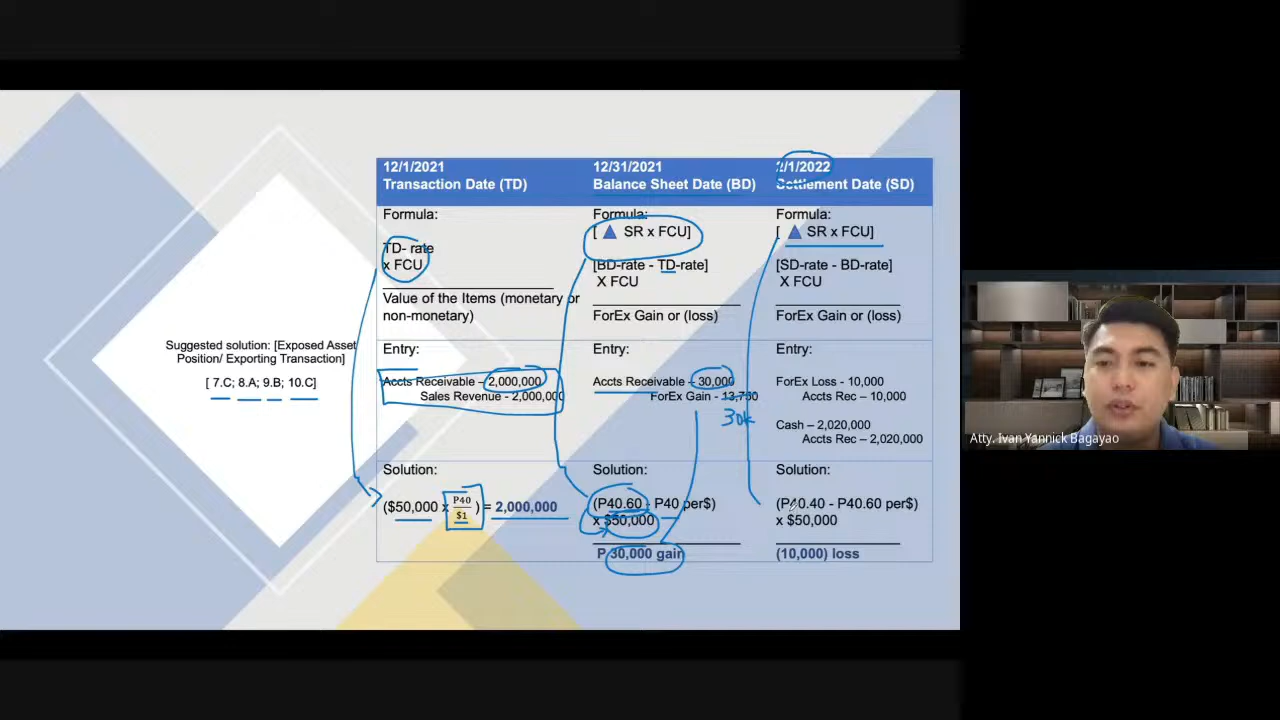 12/1/2021
Transaction Date (TD)
12/31/2021
Balance Sheet Date (BD)
2/1/2022
Settlement Date (SD)
Formula:
TD- rate
x FCU
Value of the Items (monetary or
non-monetary)
Formula:
[ ▲ SR x FCU]
[BD-rate - TD-rate]
X FCU
ForEx Gain or (loss)
Formula:
[ ▲ SR x FCU]
[SD-rate - BD-rate]
X FCU
ForEx Gain or (loss)
Suggested solution: [Exposed Asset
Position/ Exporting Transaction]
[ 7.C; 8.A; 9.B; 10.C]
Entry:
Accts Receivable – 2,000,000
Sales Revenue - 2,000,000
Entry:
Accts Receivable – 30,000
ForEx Gain - 13,750
30k
Entry:
ForEx Loss - 10,000
Accts Rec – 10,000
Cash – 2,020,000
Accts Rec – 2,020,000
Solution:
($50,000 x P40/$1 ) = 2,000,000
Solution:
(P40.60 - P40 per$)
x $50,000
P 30,000 gain
Solution:
(P40.40 - P40.60 per$)
x $50,000
(10,000) loss
Atty. Ivan Yannick Bagayao